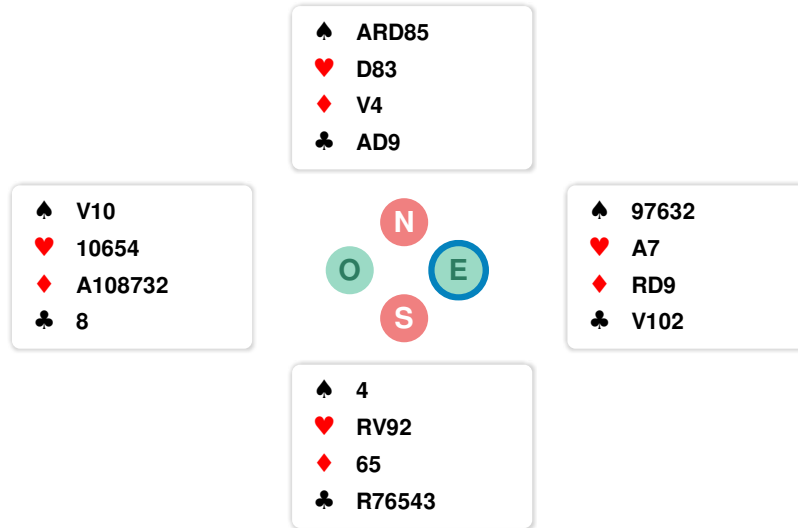 ♠ ARD85
♥ D83
♦ V4
♣ AD9
♠ V10
♥ 10654
♦ A108732
♣ 8
N
O
E
S
♠ 97632
♥ A7
♦ RD9
♣ V102
♠ 4
♥ RV92
♦ 65
♣ R76543